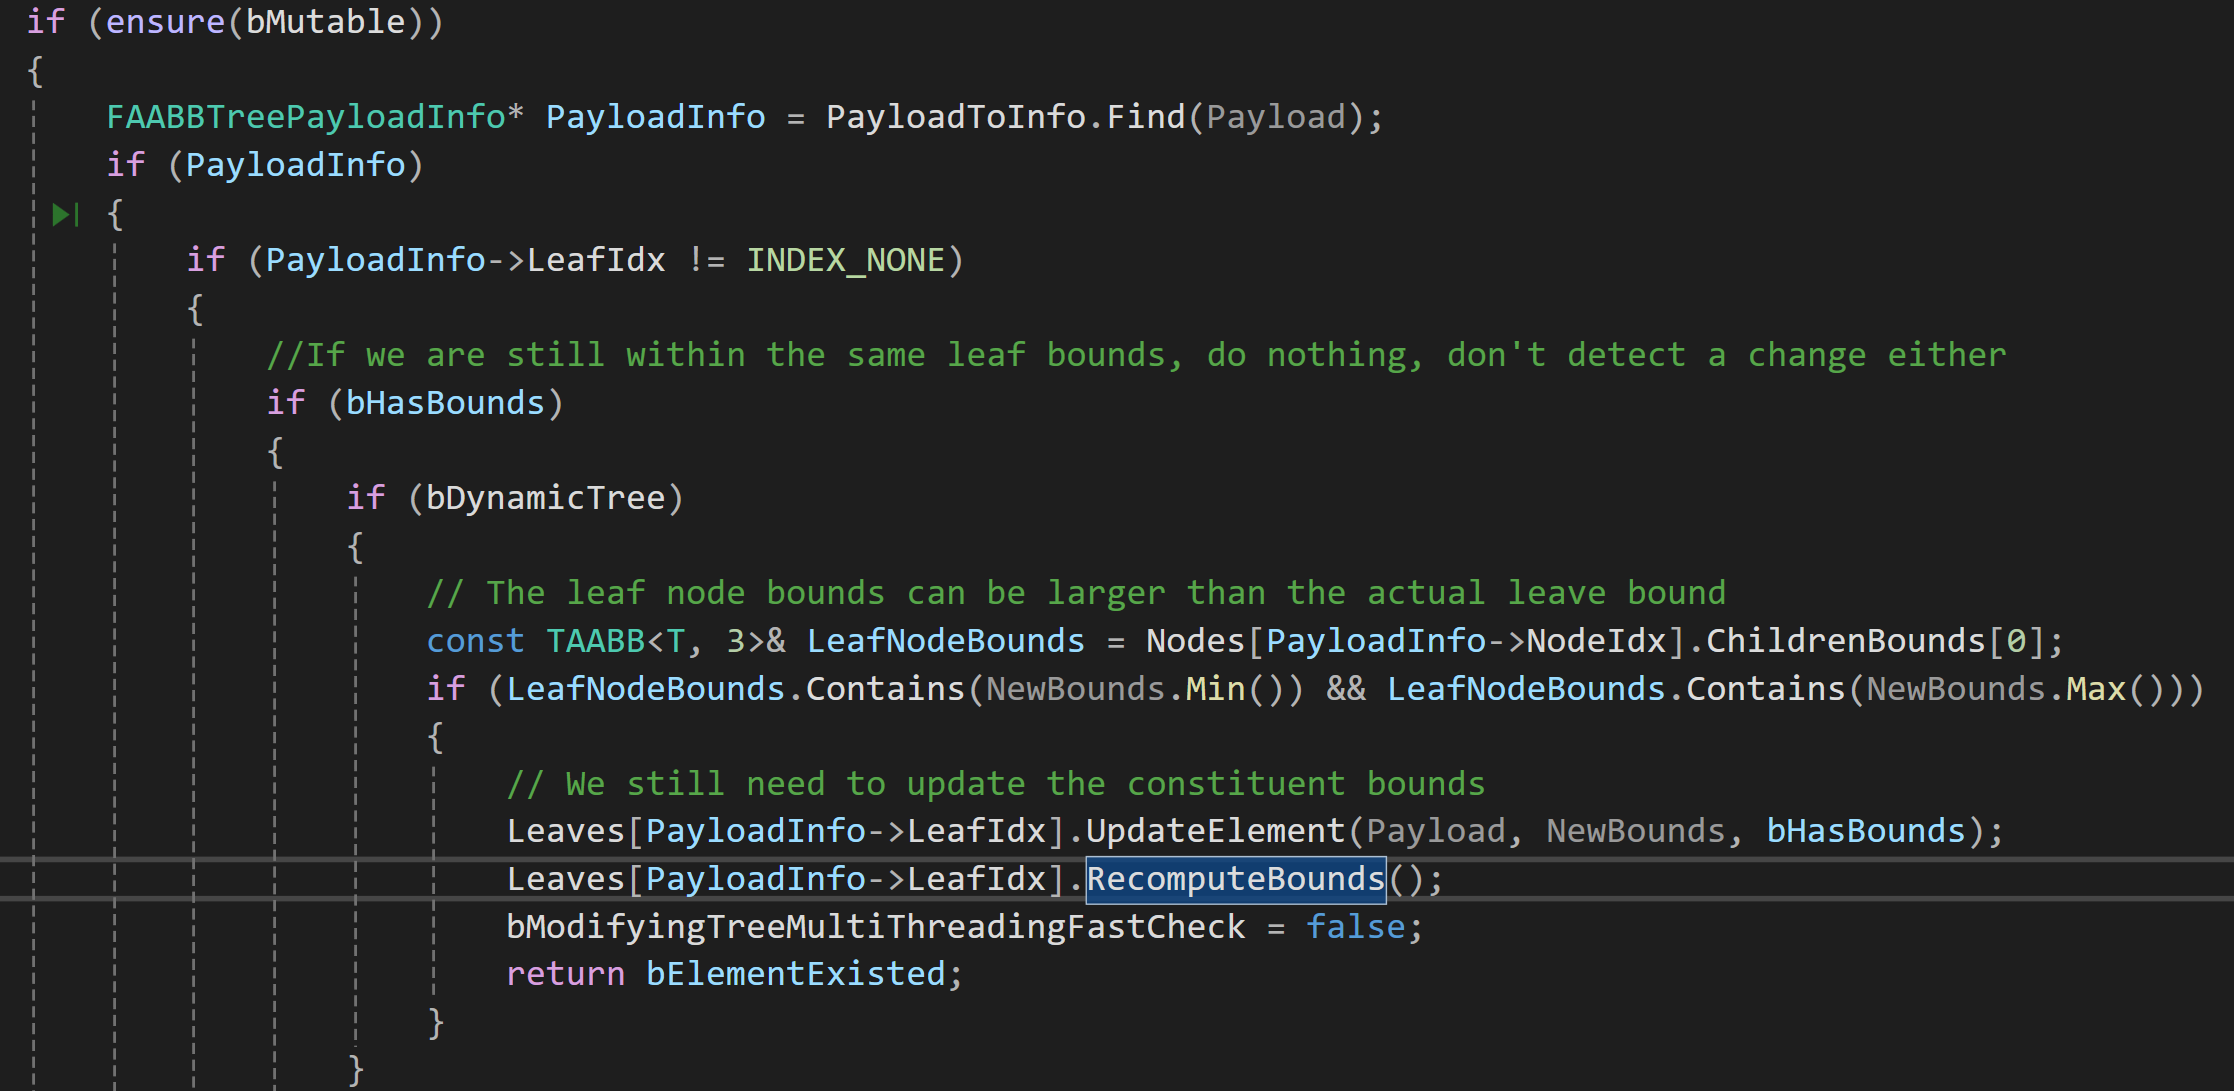 if (ensure(bMutable))
{
FAABBTreePayloadInfo* PayloadInfo = PayloadToInfo.Find(Payload);
if (PayloadInfo)
{
if (PayloadInfo->LeafIdx != INDEX_NONE)
{
//If we are still within the same leaf bounds, do nothing, don't detect a change either
if (bHasBounds)
{
if (bDynamicTree)
{
// The leaf node bounds can be larger than the actual leave bound
const TAABB<T, 3>& LeafNodeBounds = Nodes[PayloadInfo->NodeIdx].ChildrenBounds[0];
if (LeafNodeBounds.Contains(NewBounds.Min()) && LeafNodeBounds.Contains(NewBounds.Max()))
{
// We still need to update the constituent bounds
Leaves[PayloadInfo->LeafIdx].UpdateElement(Payload, NewBounds, bHasBounds);
Leaves[PayloadInfo->LeafIdx].RecomputeBounds();
bModifyingTreeMultiThreadingFastCheck = false;
return bElementExisted;
}
}